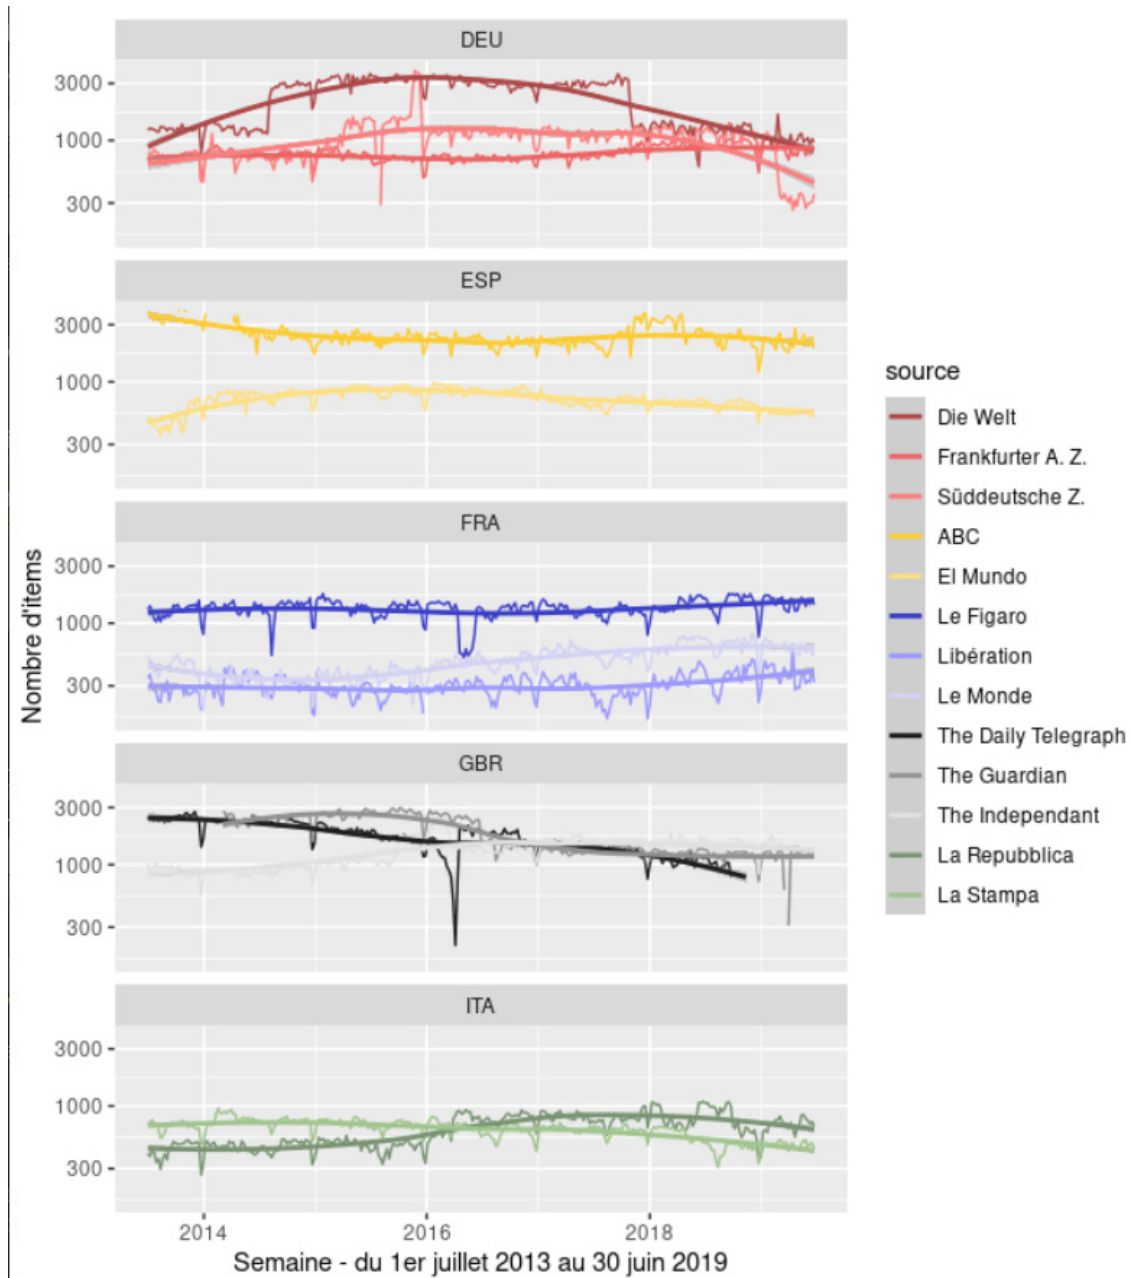 DEU
3000
1000
300
ESP
3000
1000
300
FRA
3000
1000
300
GBR
3000
1000
300
ITA
3000
1000
300
2014
2016
2018
Nombre d'items
Semaine - du 1er juillet 2013 au 30 juin 2019
source
Die Welt
Frankfurter A. Z.
Süddeutsche Z.
ABC
El Mundo
Le Figaro
Libération
Le Monde
The Daily Telegraph
The Guardian
The Independant
La Repubblica
La Stampa